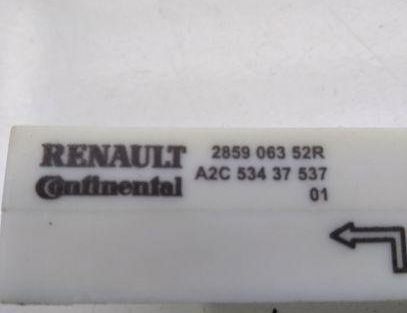 RENAULT 2859 063 52R
Continental A2C 534 37 537
01